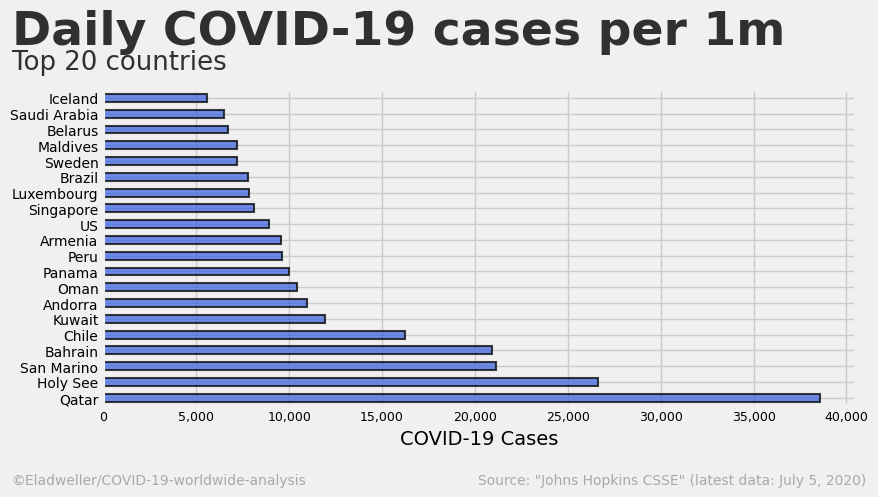 Daily COVID-19 cases per 1m
Top 20 countries
Iceland
Saudi Arabia
Belarus
Maldives
Sweden
Brazil
Luxembourg
Singapore
US
Armenia
Peru
Panama
Oman
Andorra
Kuwait
Chile
Bahrain
San Marino
Holy See
Qatar
0 5,000 10,000 15,000 20,000 25,000 30,000 35,000 40,000
COVID-19 Cases
©Eladweller/COVID-19-worldwide-analysis Source: "Johns Hopkins CSSE" (latest data: July 5, 2020)